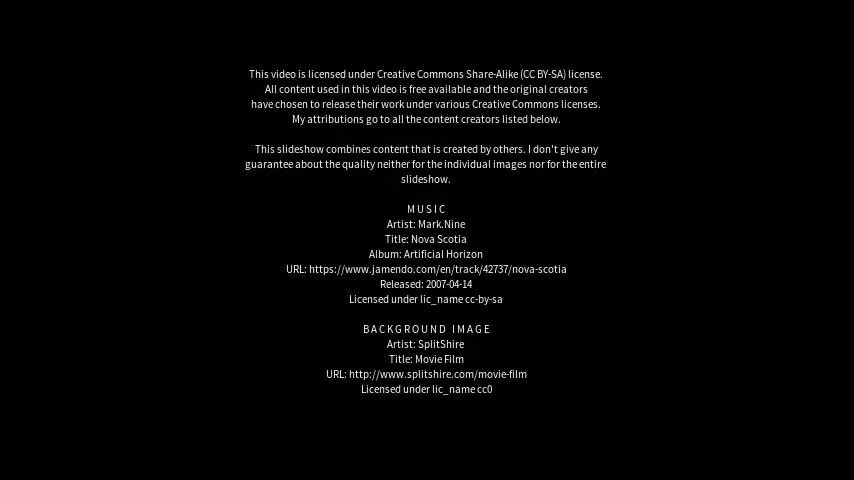 This video is licensed under Creative Commons Share-Alike (CC BY-SA) license.
All content used in this video is free available and the original creators
have chosen to release their work under various Creative Commons licenses.
My attributions go to all the content creators listed below.
This slideshow combines content that is created by others. I don't give any
guarantee about the quality neither for the individual images nor for the entire
slideshow.
MUSIC
Artist: Mark.Nine
Title: Nova Scotia
Album: Artificial Horizon
URL: https://www.jamendo.com/en/track/42737/nova-scotia
Released: 2007-04-14
Licensed under lic_name cc-by-sa
BACKGROUND IMAGE
Artist: SplitShire
Title: Movie Film
URL: http://www.splitshire.com/movie-film
Licensed under lic_name cc0